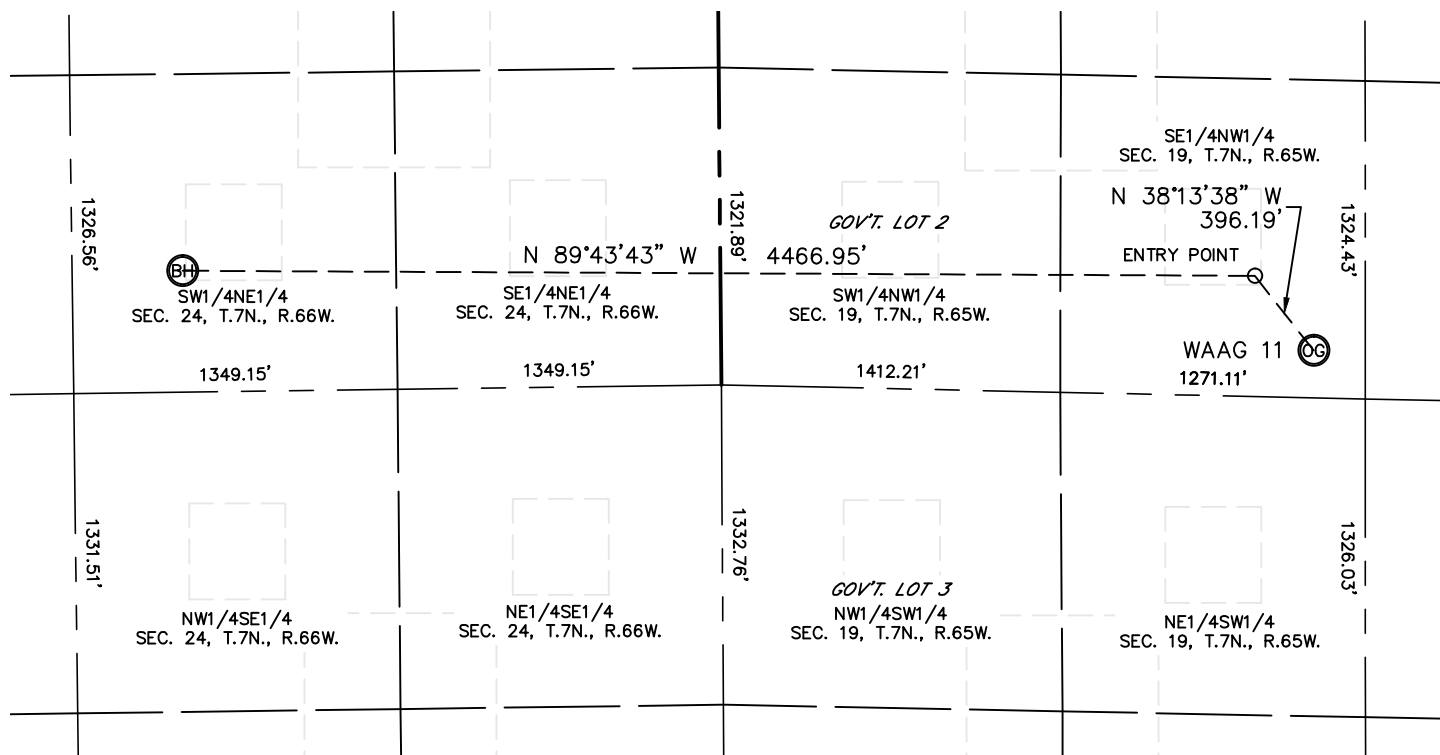 SE1/4NW1/4
SEC. 19, T.7N., R.65W.
N 38°13'38" W
396.19'
1326.56'
1321.89'
1324.43'
GOV'T. LOT 2
N 89°43'43" W 4466.95'
ENTRY POINT
BH
SW1/4NE1/4
SEC. 24, T.7N., R.66W.
SE1/4NE1/4
SEC. 24, T.7N., R.66W.
SW1/4NW1/4
SEC. 19, T.7N., R.65W.
WAAG 11 OG
1349.15'
1349.15'
1412.21'
1271.11'
1331.51'
1332.76'
1326.03'
GOV'T. LOT 3
NW1/4SE1/4
SEC. 24, T.7N., R.66W.
NE1/4SE1/4
SEC. 24, T.7N., R.66W.
NW1/4SW1/4
SEC. 19, T.7N., R.65W.
NE1/4SW1/4
SEC. 19, T.7N., R.65W.